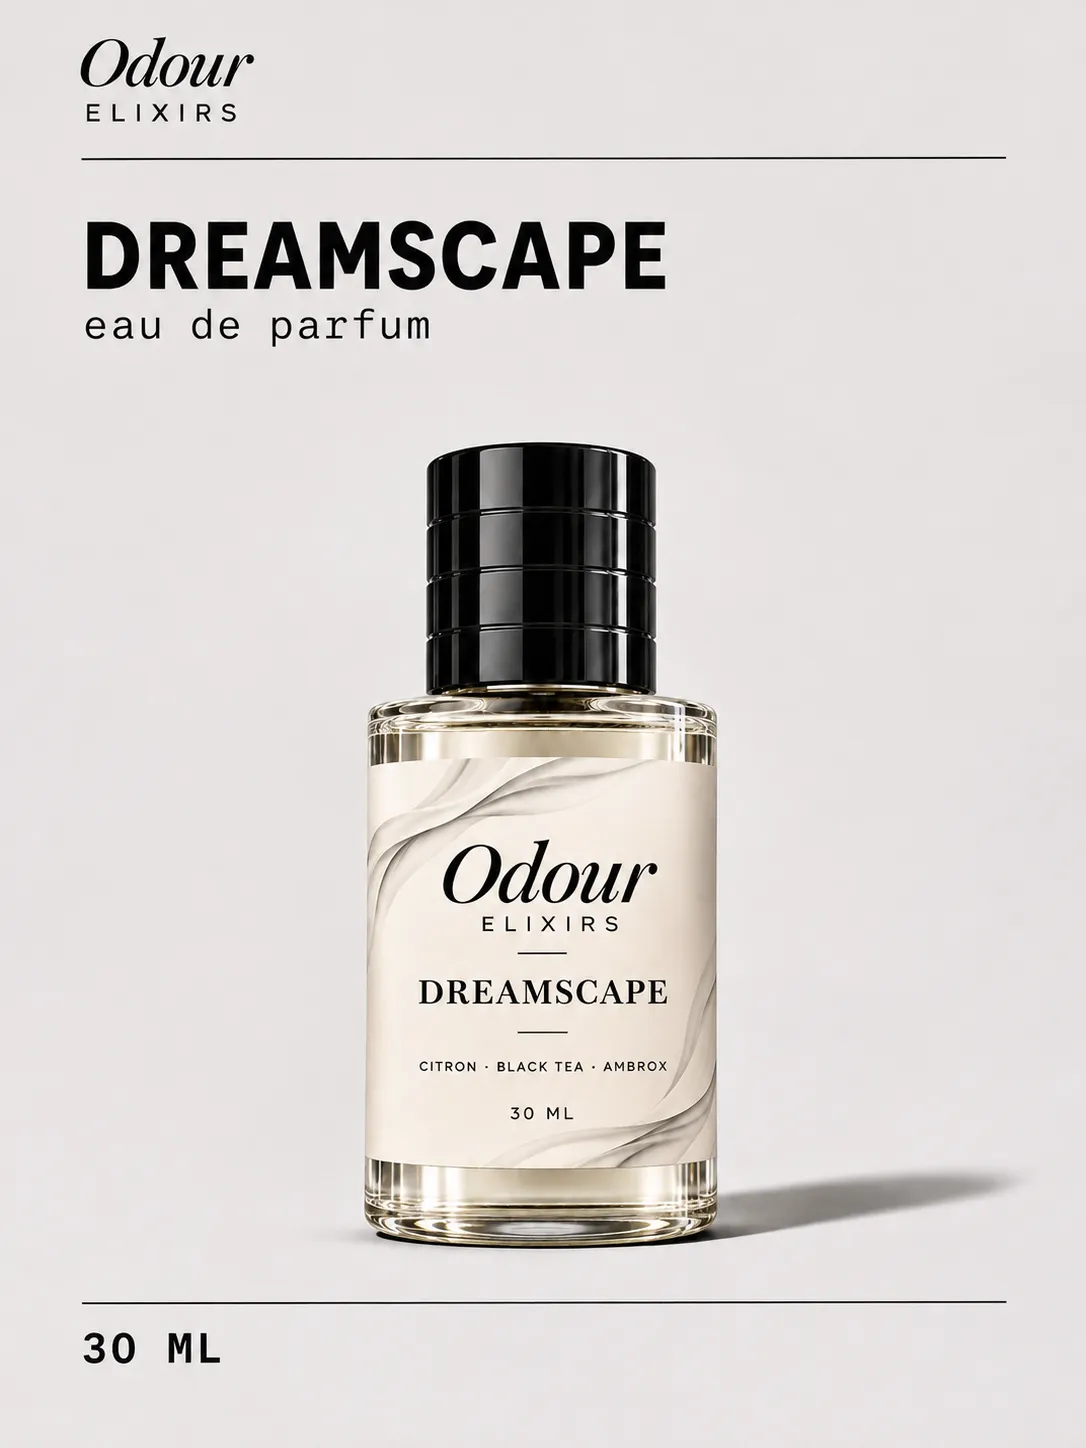 Odour
ELIXIRS
DREAMSCAPE
eau de parfum
Odour
ELIXIRS
DREAMSCAPE
CITRON · BLACK TEA · AMBROX
30 ML
30 ML